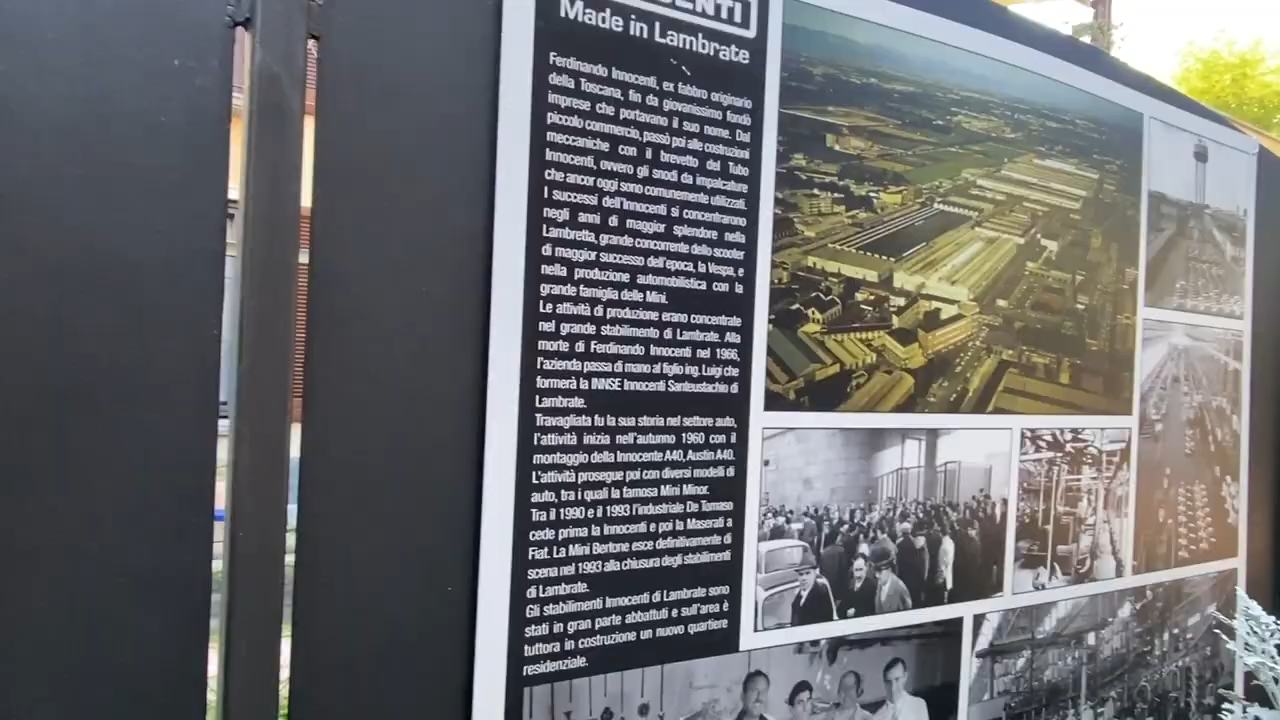 Made in Lambrate
Ferdinando Innocenti, ex fabbro originario
della Toscana, fin da giovanissimo fondò
imprese che portavano il suo nome. Dal
piccolo commercio, passò poi alle costruzioni
meccaniche con il brevetto del Tubo
Innocenti, ovvero gli snodi da impalcature
che ancor oggi sono comunemente utilizzati.
I successi dell'Innocenti si concentrarono
negli anni di maggior splendore nella
Lambretta, grande concorrente dello scooter
di maggior successo dell'epoca, la Vespa, e
nella produzione automobilistica con la
grande famiglia delle Mini.
Le attività di produzione erano concentrate
nel grande stabilimento di Lambrate. Alla
morte di Ferdinando Innocenti nel 1966,
l'azienda passa di mano al figlio ing. Luigi che
formerà la INNSE Innocenti Santeustachio di
Lambrate.
Travagliata fu la sua storia nel settore auto,
l'attività inizia nell'autunno 1960 con il
montaggio della Innocente A40, Austin A40.
L'attività prosegue poi con diversi modelli di
auto, tra i quali la famosa Mini Minor.
Tra il 1990 e il 1993 l'industriale De Tomaso
cede prima la Innocenti e poi la Maserati a
Fiat. La Mini Bertone esce definitivamente di
scena nel 1993 alla chiusura degli stabilimenti
di Lambrate.
Gli stabilimenti Innocenti di Lambrate sono
stati in gran parte abbattuti e sull'area è
tuttora in costruzione un nuovo quartiere
residenziale.